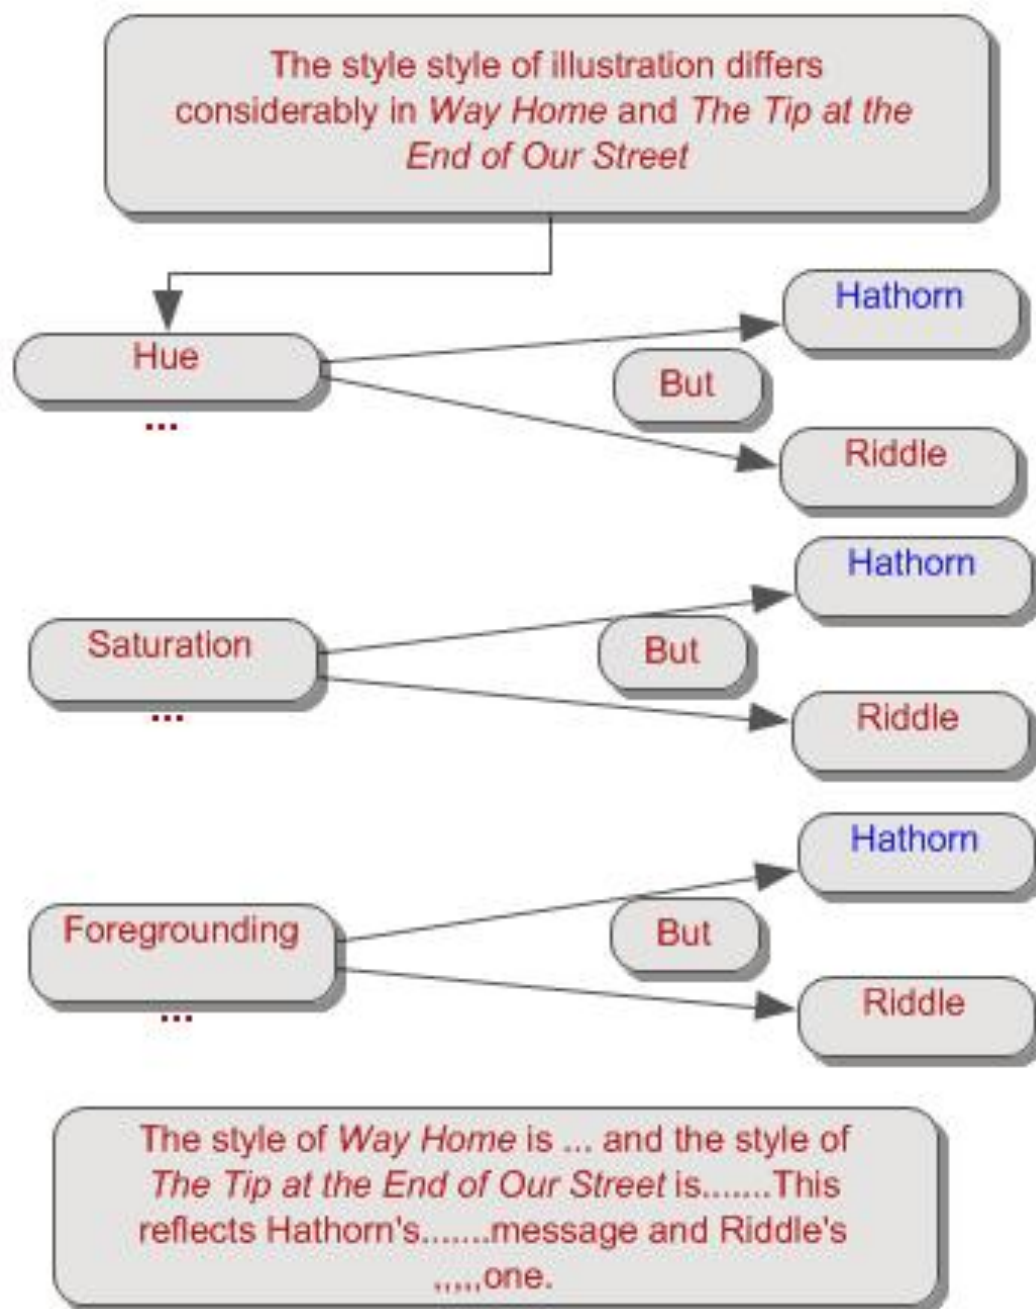 The style style of illustration differs
considerably in Way Home and The Tip at the
End of Our Street
Hue
...
Hathorn
But
Riddle
Saturation
...
Hathorn
But
Riddle
Foregrounding
...
Hathorn
But
Riddle
The style of Way Home is ... and the style of
The Tip at the End of Our Street is.......This
reflects Hathorn's.......message and Riddle's
,,,,,one.